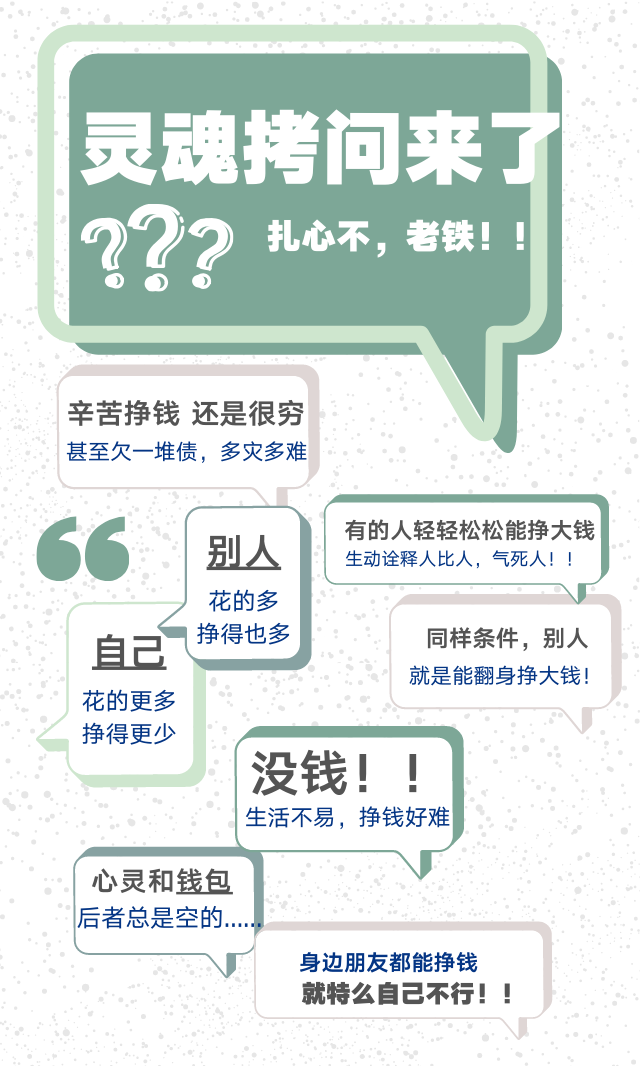 灵魂拷问来了
??? 扎心不，老铁！！
辛苦挣钱 还是很穷
甚至欠一堆债，多灾多难
别人
花的多
挣得也多
有的人轻轻松松能挣大钱
生动诠释人比人，气死人！！
自己
花的更多
挣得更少
同样条件，别人
就是能翻身挣大钱！
没钱！！
生活不易，挣钱好难
心灵和钱包
后者总是空的......
身边朋友都能挣钱
就特么自己不行！！